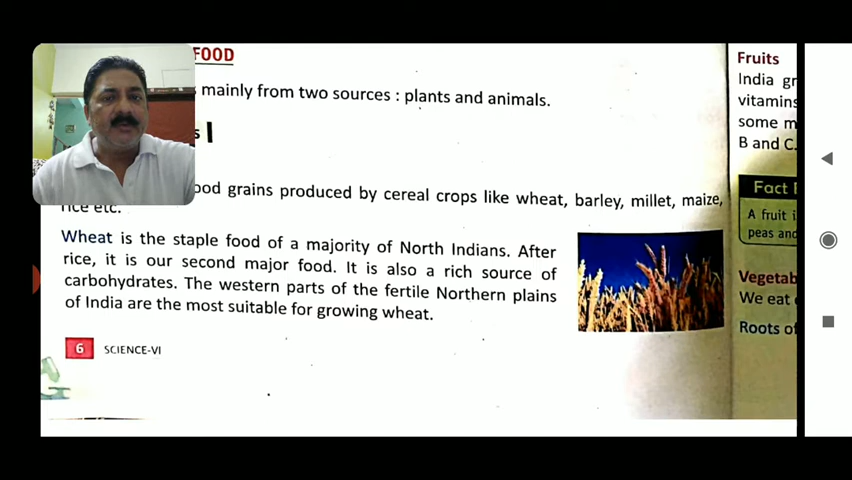 FOOD
mainly from two sources : plants and animals.
food grains produced by cereal crops like wheat, barley, millet, maize,
rice etc.
Wheat is the staple food of a majority of North Indians. After
rice, it is our second major food. It is also a rich source of
carbohydrates. The western parts of the fertile Northern plains
of India are the most suitable for growing wheat.
6 SCIENCE-VI
Fruits
India
vitamins
some
B and C.
Fact
A fruit
peas and
We eat
Roots of